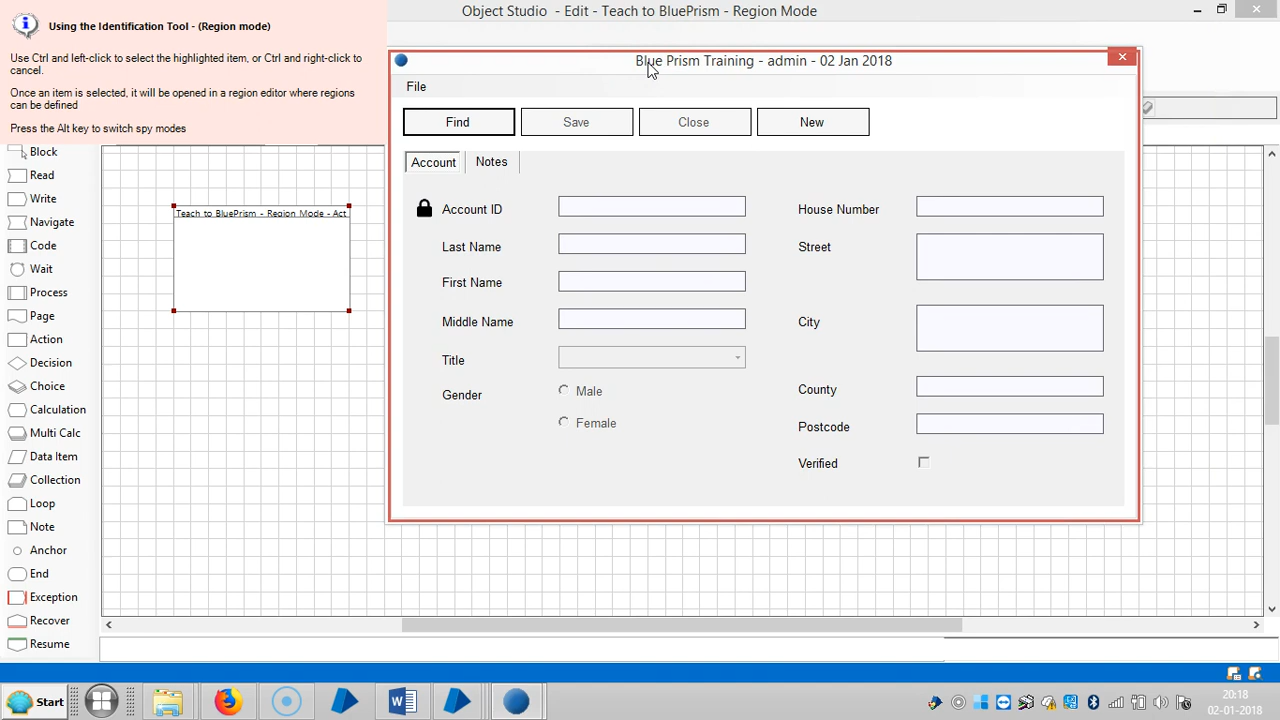 Object Studio  - Edit - Teach to BluePrism - Region Mode
Using the Identification Tool - (Region mode)
Use Ctrl and left-click to select the highlighted item, or Ctrl and right-click to
cancel.
Once an item is selected, it will be opened in a region editor where regions
can be defined
Press the Alt key to switch spy modes
Blue Prism Training - admin - 02 Jan 2018
File
Find
Save
Close
New
Account
Notes
Account ID
Last Name
First Name
Middle Name
Title
Gender
Male
Female
House Number
Street
City
County
Postcode
Verified
Block
Read
Write
Navigate
Code
Wait
Process
Page
Action
Decision
Choice
Calculation
Multi Calc
Data Item
Collection
Loop
Note
Anchor
End
Exception
Recover
Resume
Teach to BluePrism - Region Mode - Act
Start
20:18
02-01-2018